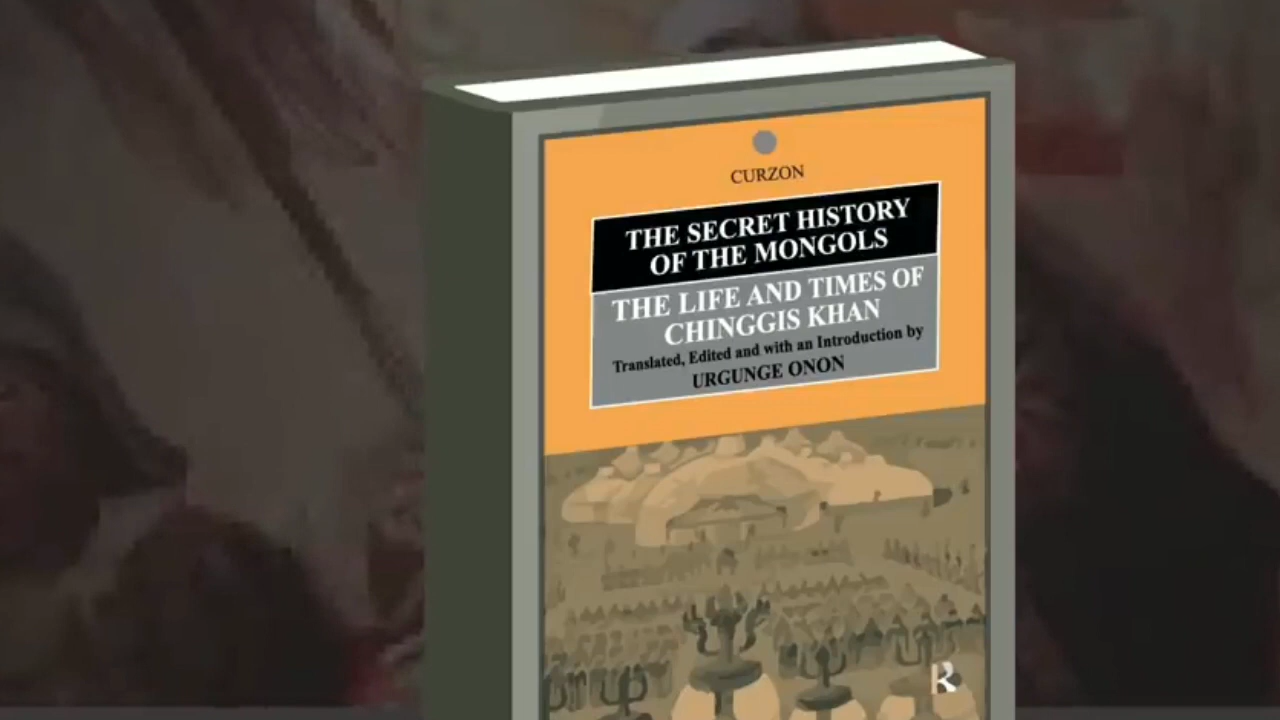 CURZON
THE SECRET HISTORY
OF THE MONGOLS
THE LIFE AND TIMES OF
CHINGGIS KHAN
Translated, Edited and with an Introduction by
URGUNGE ONON
R